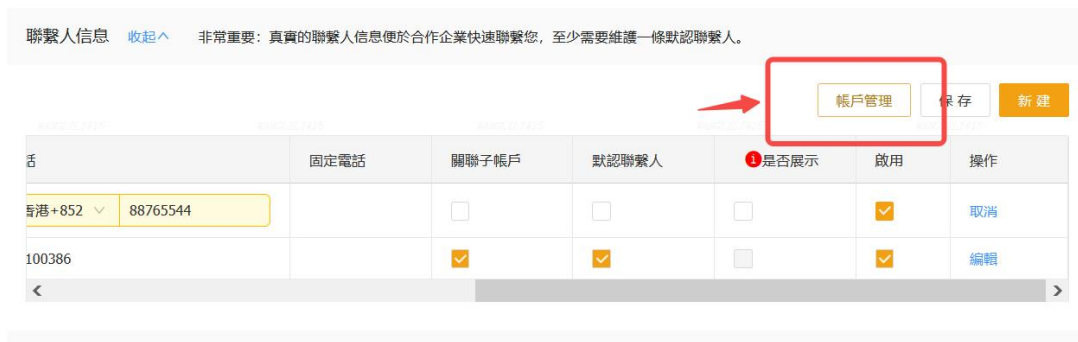 聯繫人信息 收起 非常重要：真實的聯繫人信息便於合作企業快速聯繫您，至少需要維護一條默認聯繫人。
帳戶管理 保存 新建
話 固定電話 關聯子帳戶 默認聯繫人 是否展示 啟用 操作
香港+852 88765544 取消
100386 編輯